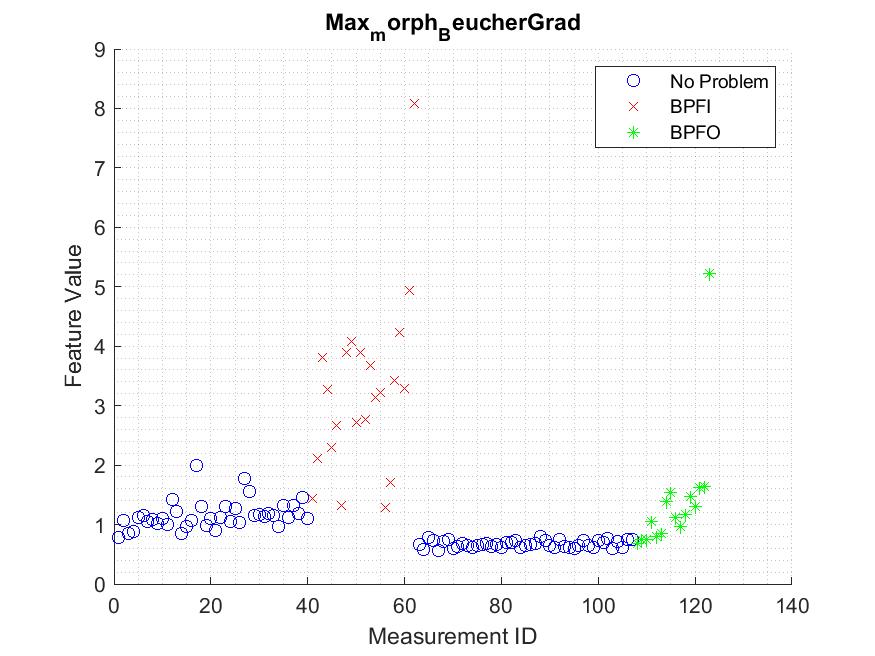 Max_morph_BeucherGrad
No Problem
BPFI
BPFO
9
8
7
6
5
4
3
2
1
0
Feature Value
0 20 40 60 80 100 120 140
Measurement ID